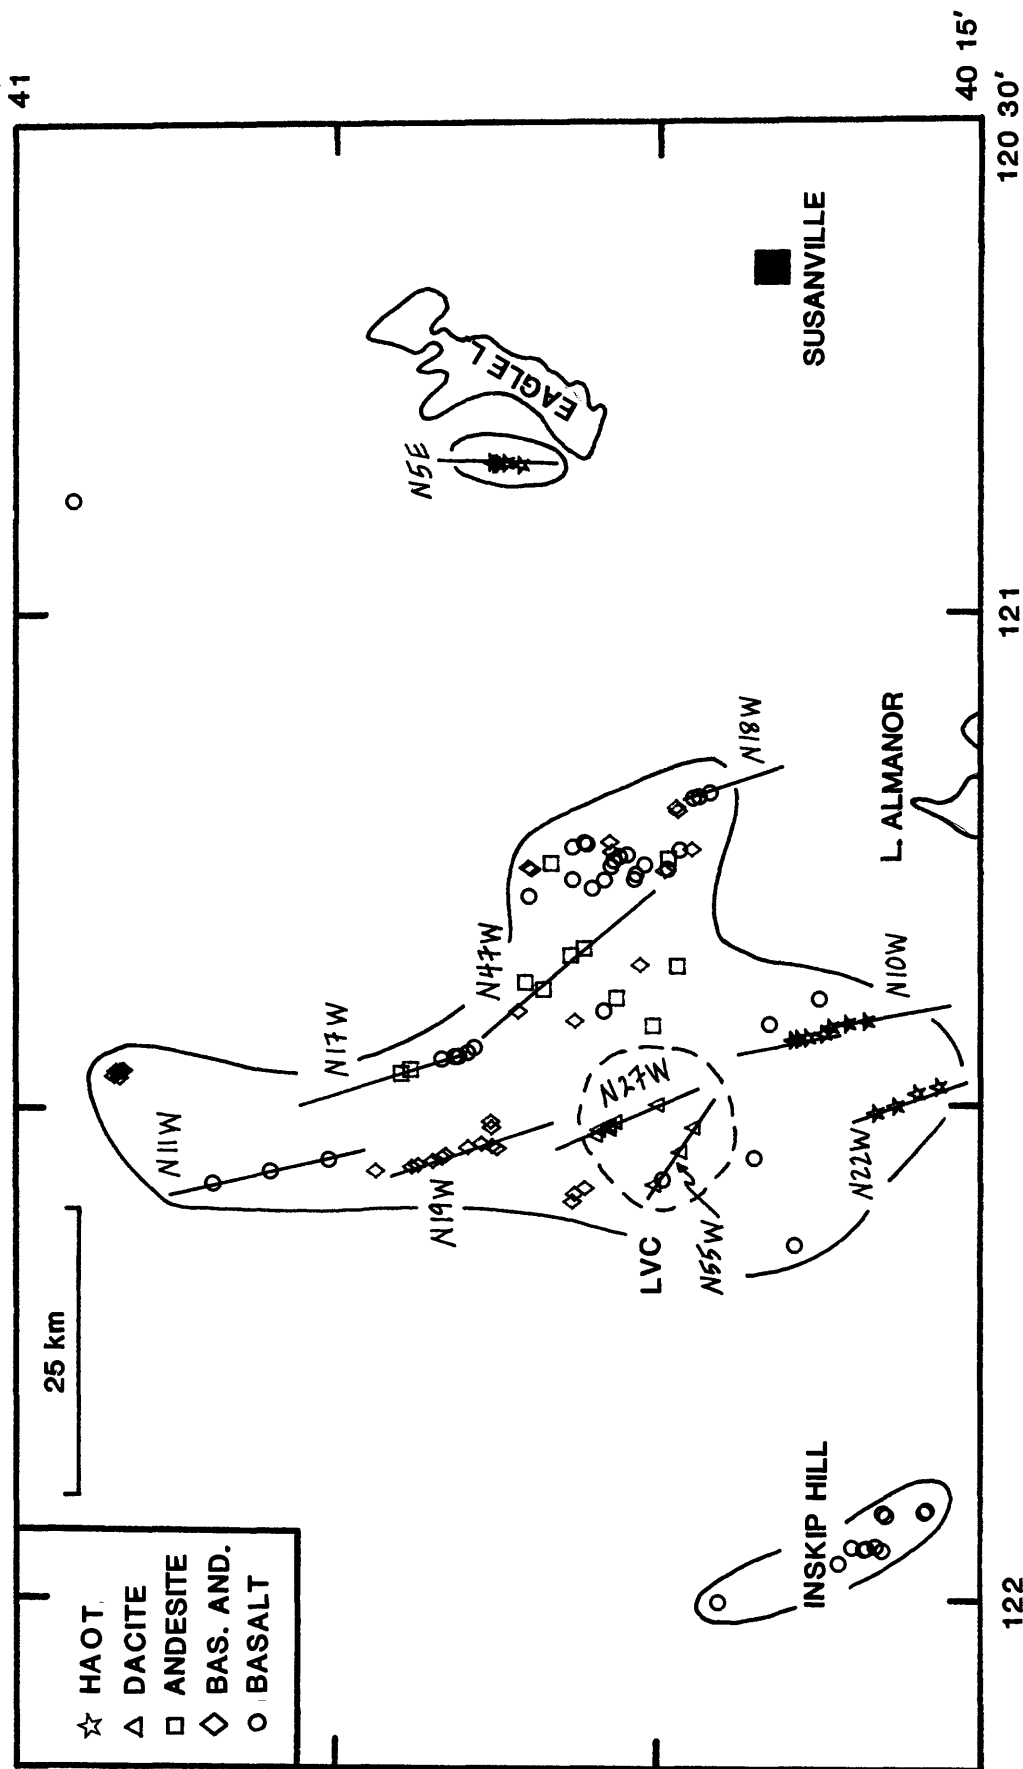 41
40 15'
120 30'
121
122
25 km
HAOT
DACITE
ANDESITE
BAS. AND.
BASALT
N11W
N17W
N47W
N19W
N27W
N55W
LVC
N18W
N10W
N22W
N5E
EAGLE L
SUSANVILLE
L. ALMANOR
INSKIP HILL